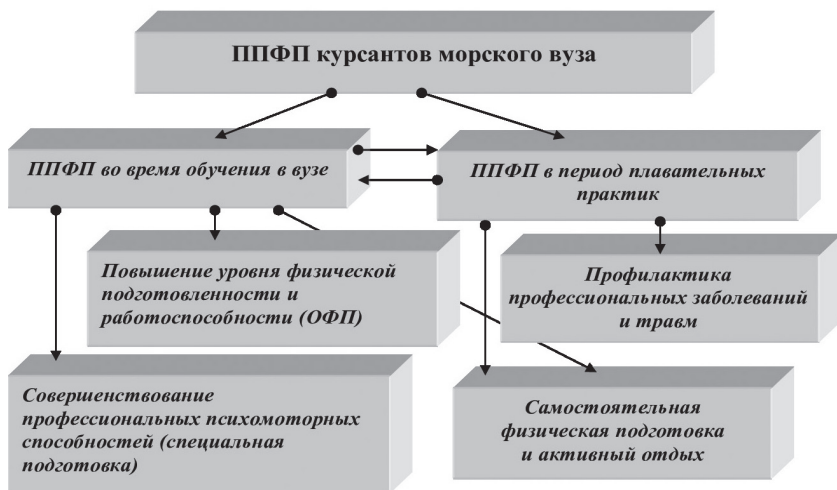 ППФП курсантов морского вуза
ППФП во время обучения в вузе
ППФП в период плавательных
практик
Повышение уровня физической
подготовленности и
работоспособности (ОФП)
Профилактика
профессиональных заболеваний
и травм
Совершенствование
профессиональных психомоторных
способностей (специальная
подготовка)
Самостоятельная
физическая подготовка
и активный отдых